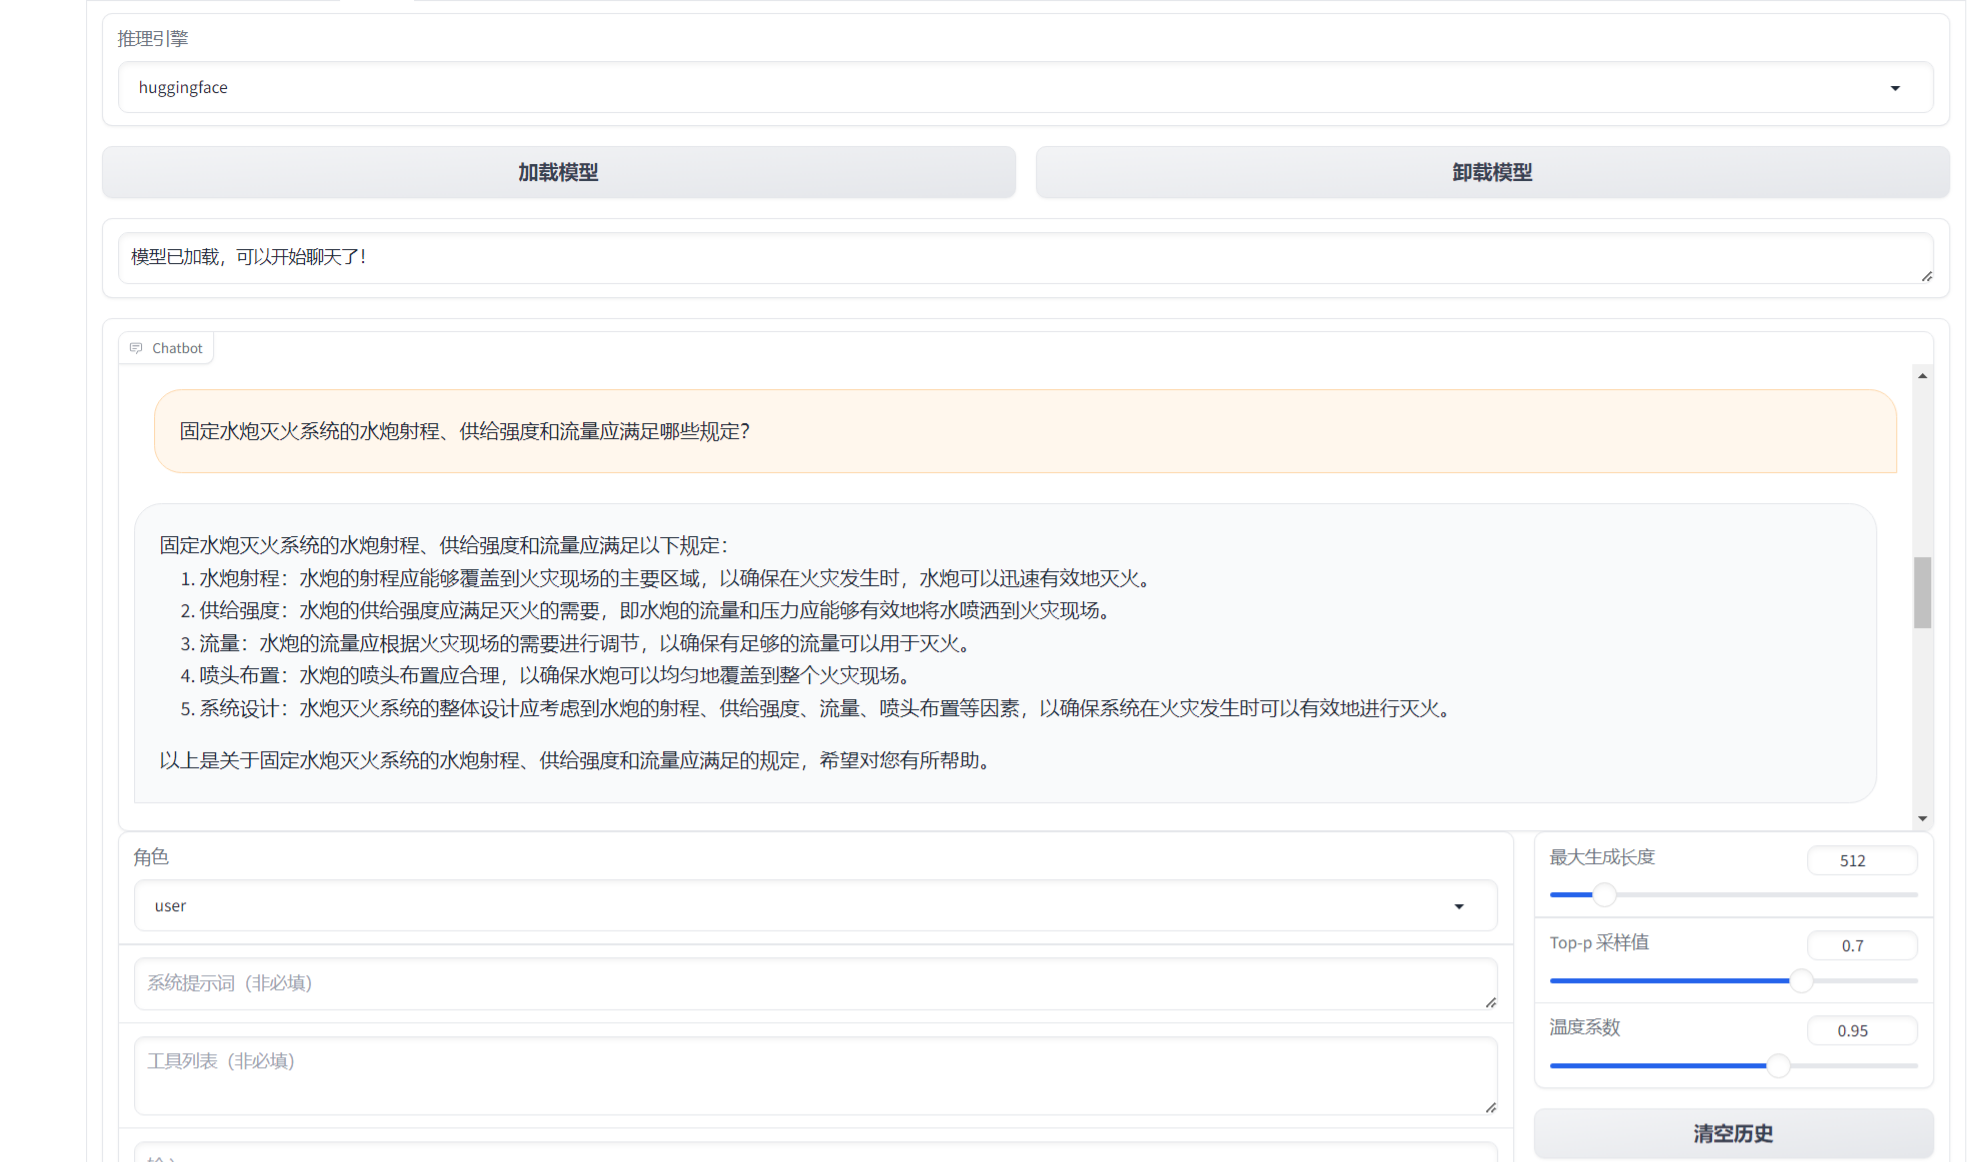 推理引擎
huggingface
加载模型
卸载模型
模型已加载，可以开始聊天了！
Chatbot
固定水炮灭火系统的水炮射程、供给强度和流量应满足哪些规定？
固定水炮灭火系统的水炮射程、供给强度和流量应满足以下规定：
1. 水炮射程：水炮的射程应能够覆盖到火灾现场的主要区域，以确保在火灾发生时，水炮可以迅速有效地灭火。
2. 供给强度：水炮的供给强度应满足灭火的需要，即水炮的流量和压力应能够有效地将水喷洒到火灾现场。
3. 流量：水炮的流量应根据火灾现场的需要进行调节，以确保有足够的流量可以用于灭火。
4. 喷头布置：水炮的喷头布置应合理，以确保水炮可以均匀地覆盖到整个火灾现场。
5. 系统设计：水炮灭火系统的整体设计应考虑到水炮的射程、供给强度、流量、喷头布置等因素，以确保系统在火灾发生时可以有效地进行灭火。
以上是关于固定水炮灭火系统的水炮射程、供给强度和流量应满足的规定，希望对您有所帮助。
角色
user
系统提示词（非必填）
工具列表（非必填）
最大生成长度
512
Top-p 采样值
0.7
温度系数
0.95
清空历史